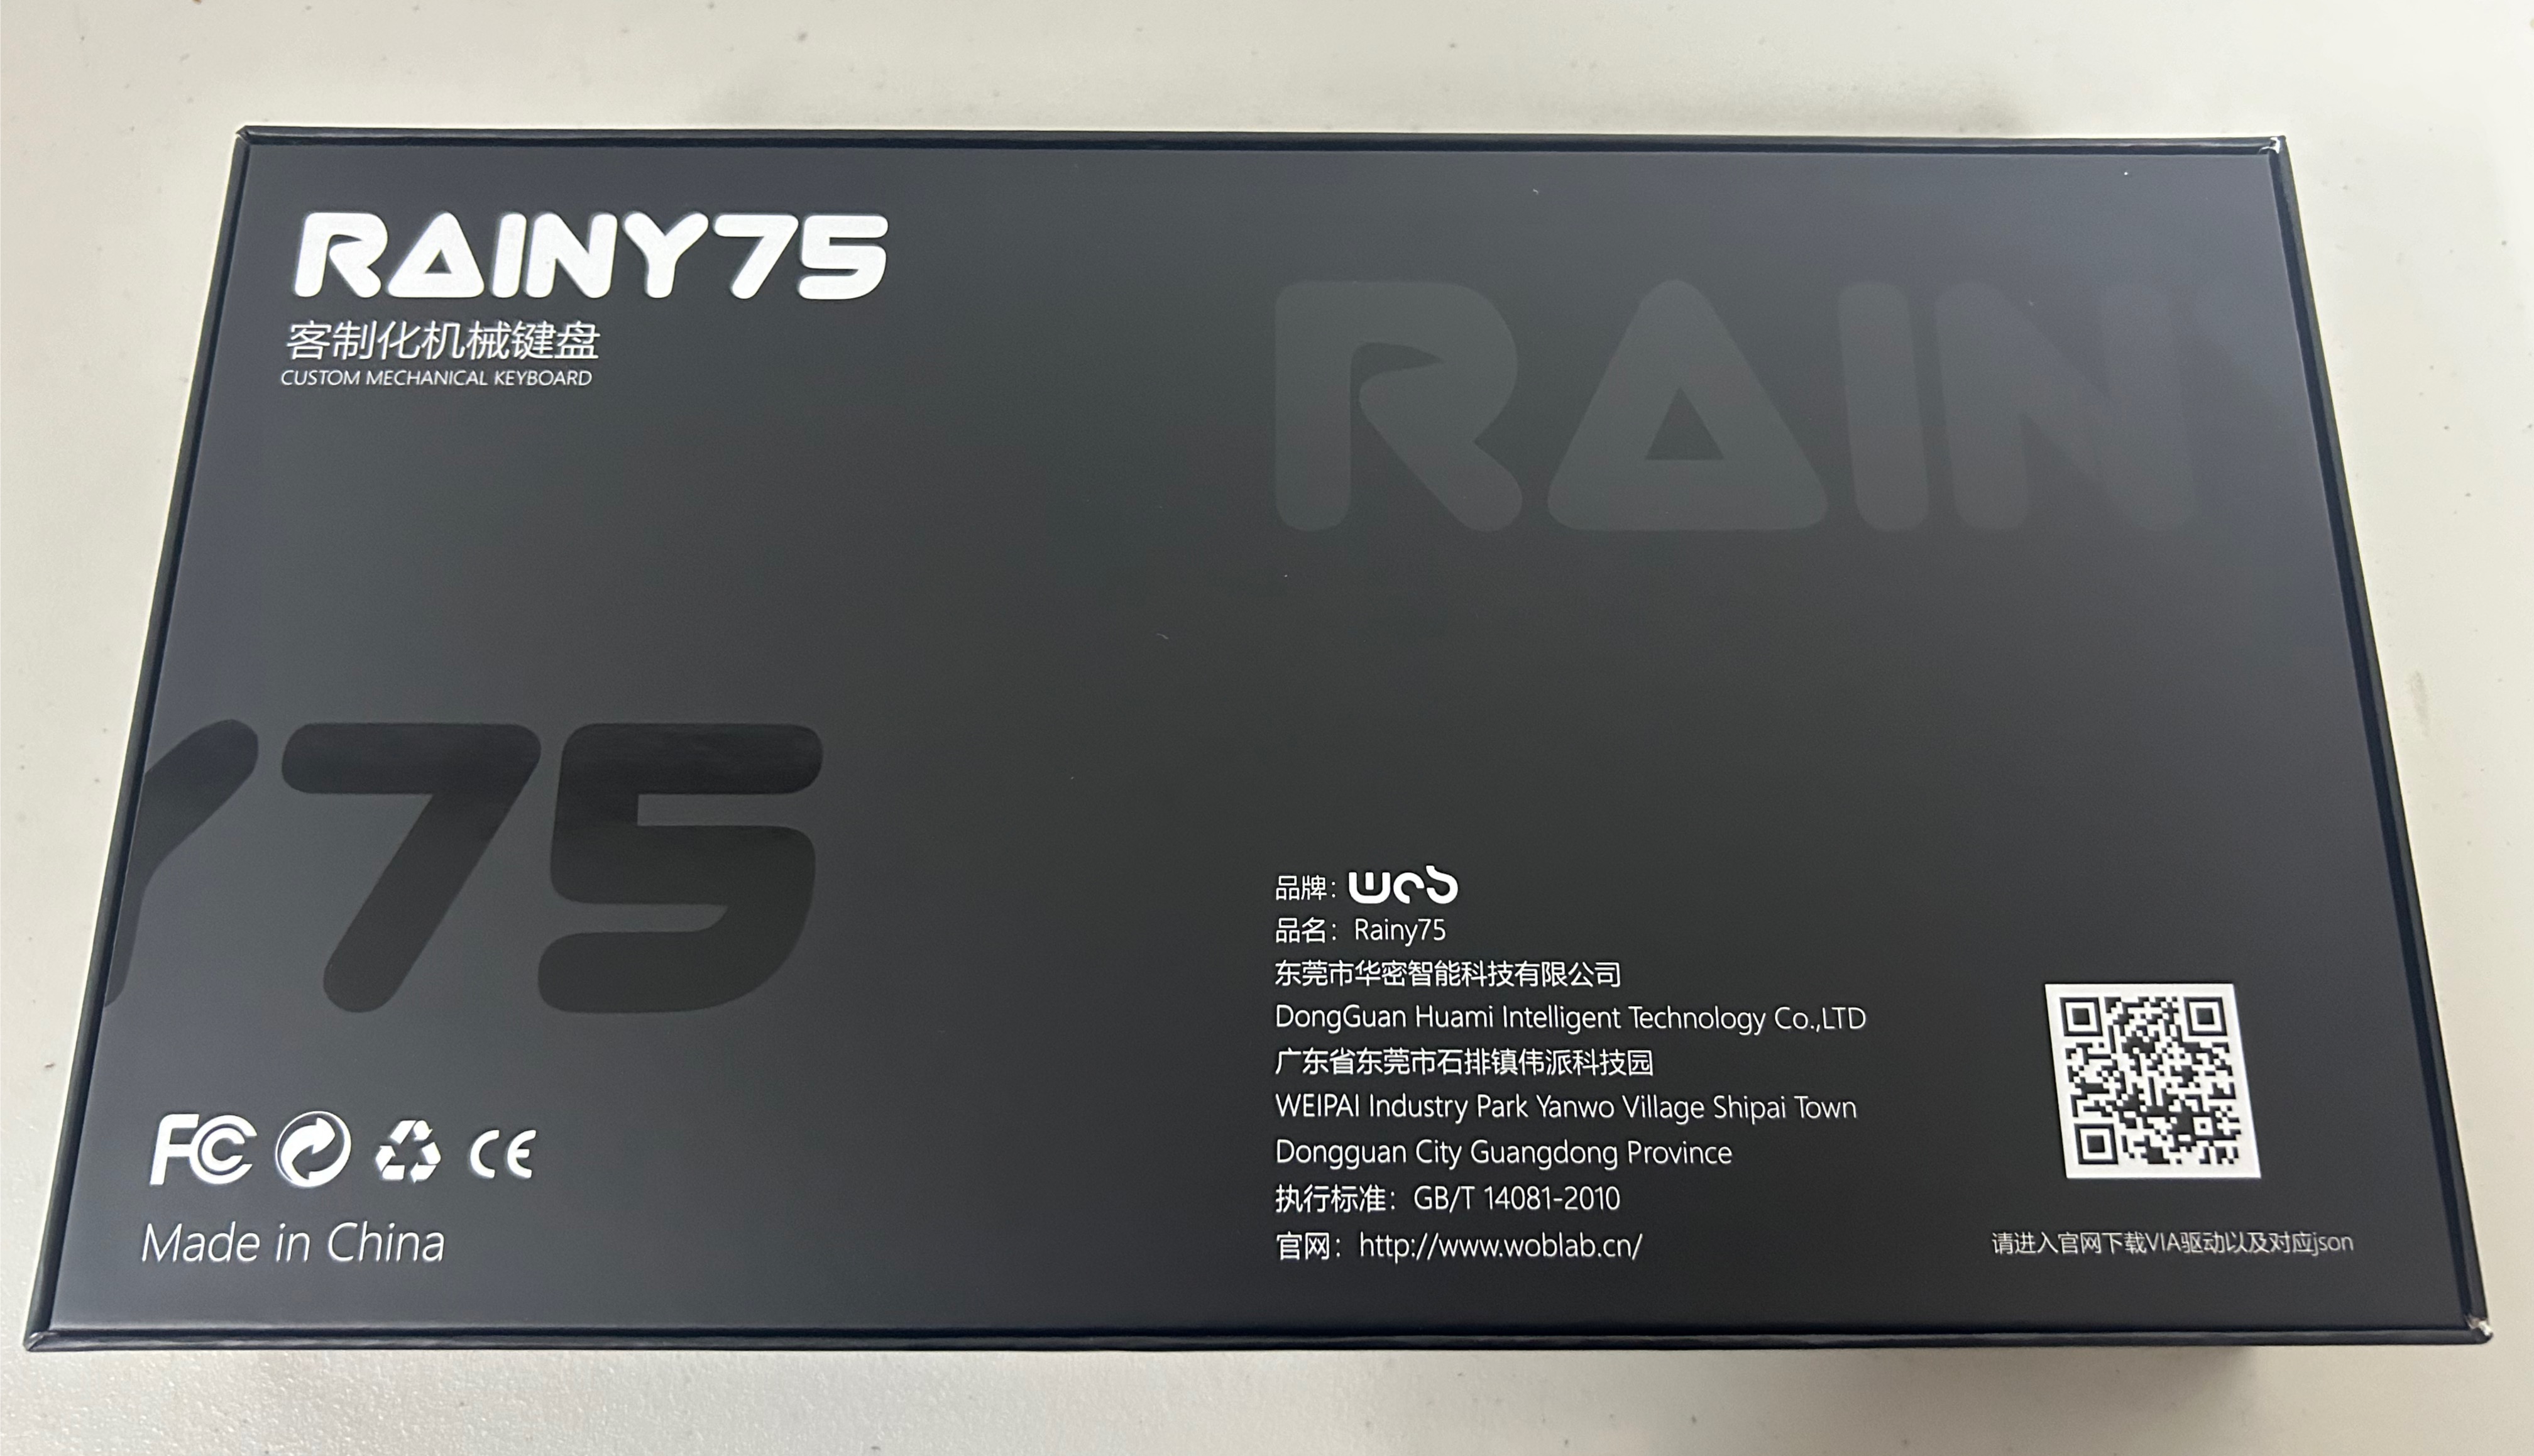 RAINY75
客制化机械键盘
CUSTOM MECHANICAL KEYBOARD
RAIN
Y75
品牌：wob
品名：Rainy75
东莞市华密智能科技有限公司
DongGuan Huami Intelligent Technology Co.,LTD
广东省东莞市石排镇伟派科技园
WEIPAI Industry Park Yanwo Village Shipai Town
Dongguan City Guangdong Province
执行标准：GB/T 14081-2010
官网：http://www.woblab.cn/
请进入官网下载VIA驱动以及对应json
FC CE
Made in China